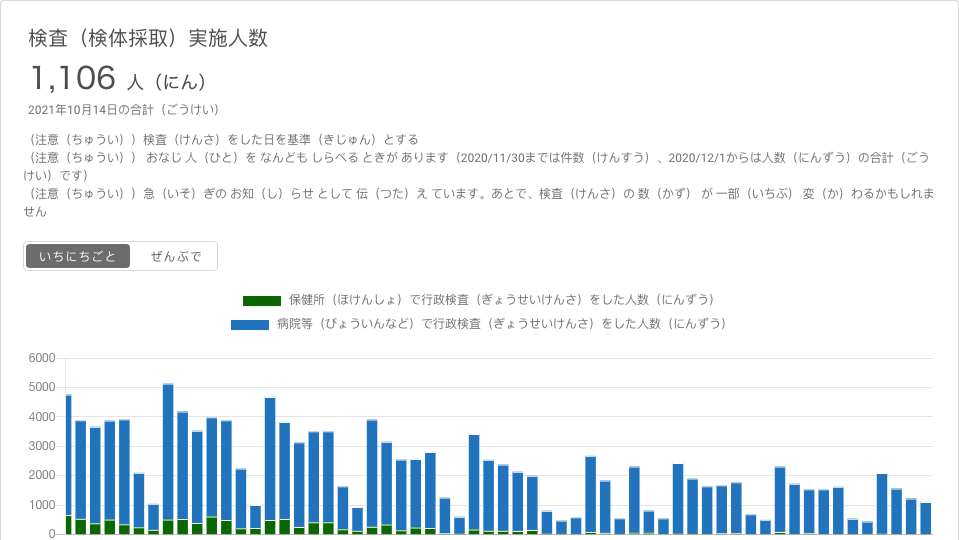 検査（検体採取）実施人数
1,106 人（にん）
2021年10月14日の合計（ごうけい）
（注意（ちゅうい））検査（けんさ）をした日を基準（きじゅん）とする
（注意（ちゅうい）） おなじ 人（ひと）を なんども しらべる ときが あります（2020/11/30までは件数（けんすう）、2020/12/1からは人数（にんずう）の合計（ごう
けい）です）
（注意（ちゅうい））急（いそ）ぎの お知（し）らせ として 伝（つた）え ています。あとで、検査（けんさ）の 数（かず） が 一部（いちぶ） 変（か）わるかもしれま
せん
いちにちごと ぜんぶで
保健所（ほけんしょ）で行政検査（ぎょうせいけんさ）をした人数（にんずう）
病院等（びょういんなど）で行政検査（ぎょうせいけんさ）をした人数（にんずう）
6000
5000
4000
3000
2000
1000
0